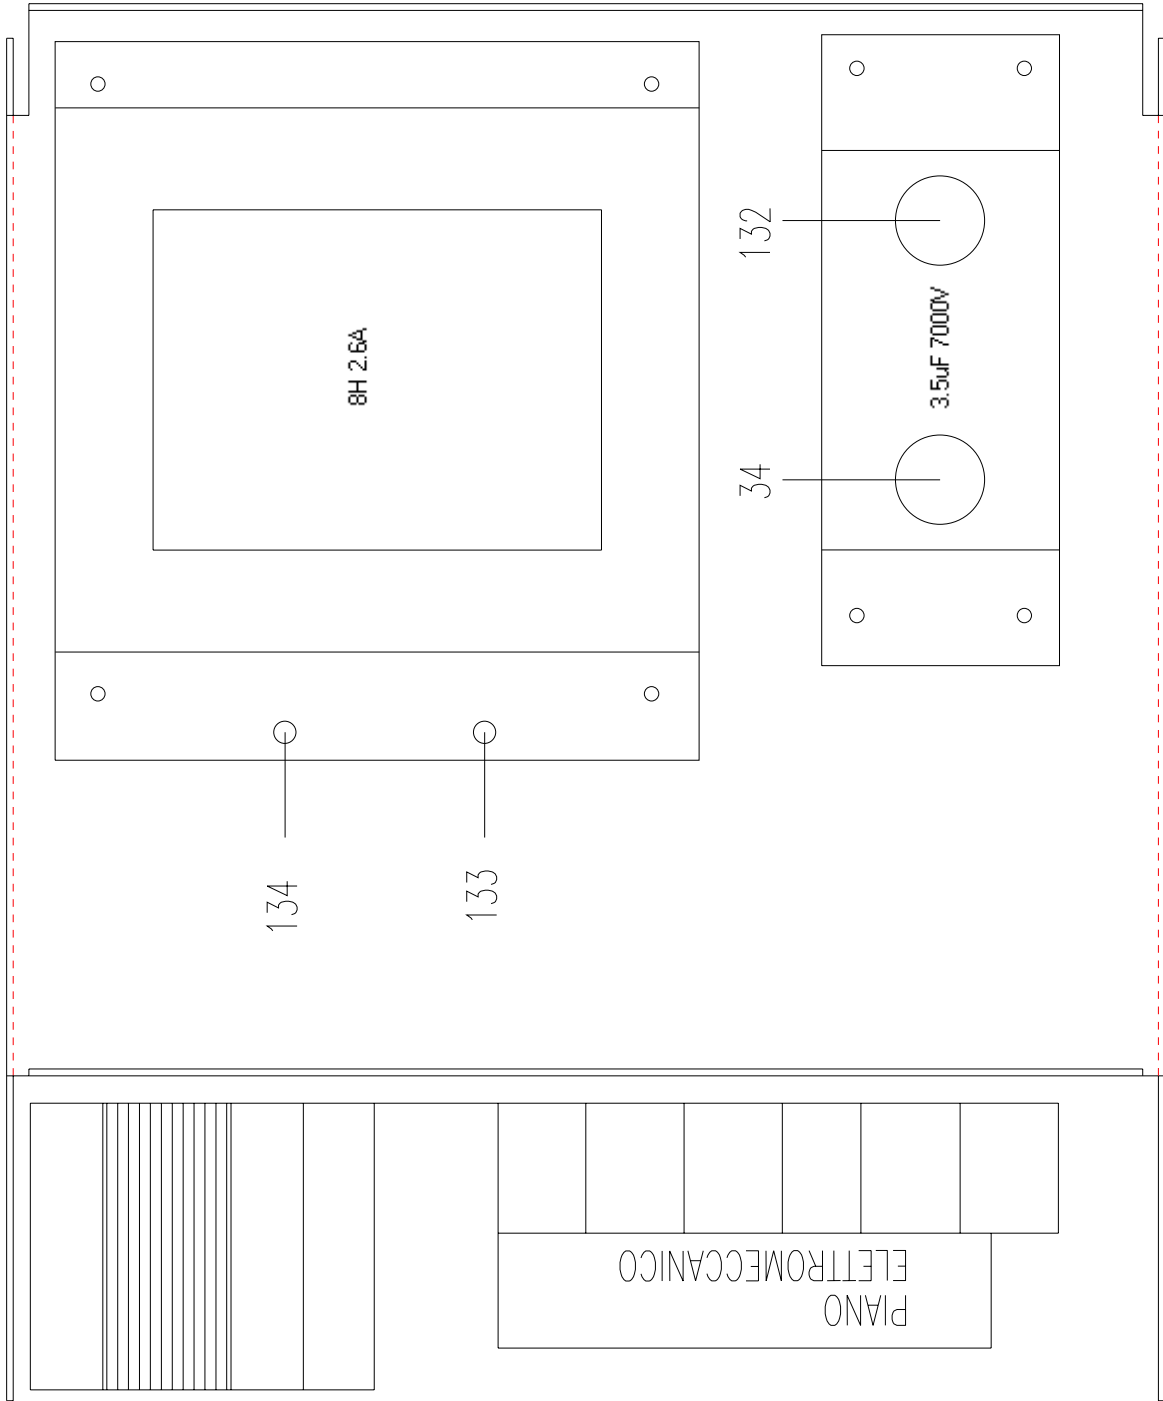 132
8H 2.6A
3.5uF 7000V
34
134
133
PIANO
ELETTROMECCANICO